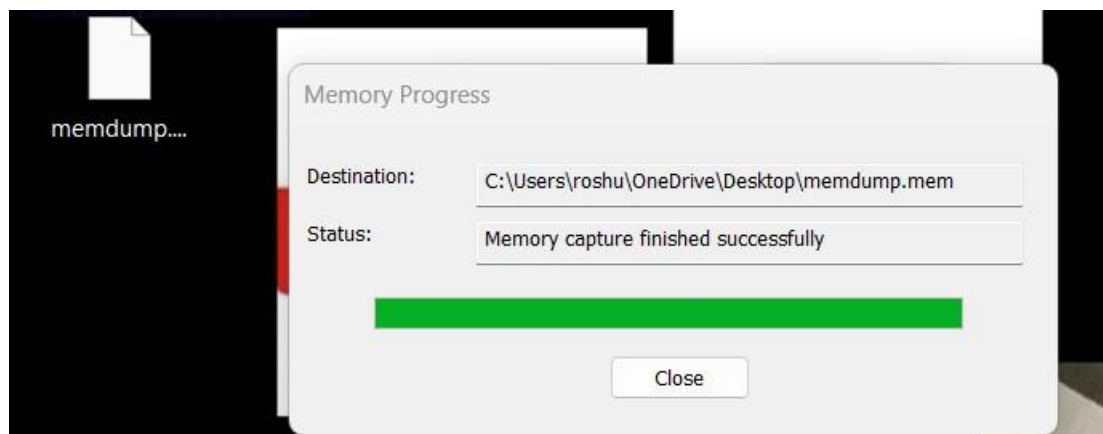 memdump....
Memory Progress
Destination:
C:\Users\roshu\OneDrive\Desktop\memdump.mem
Status:
Memory capture finished successfully
Close